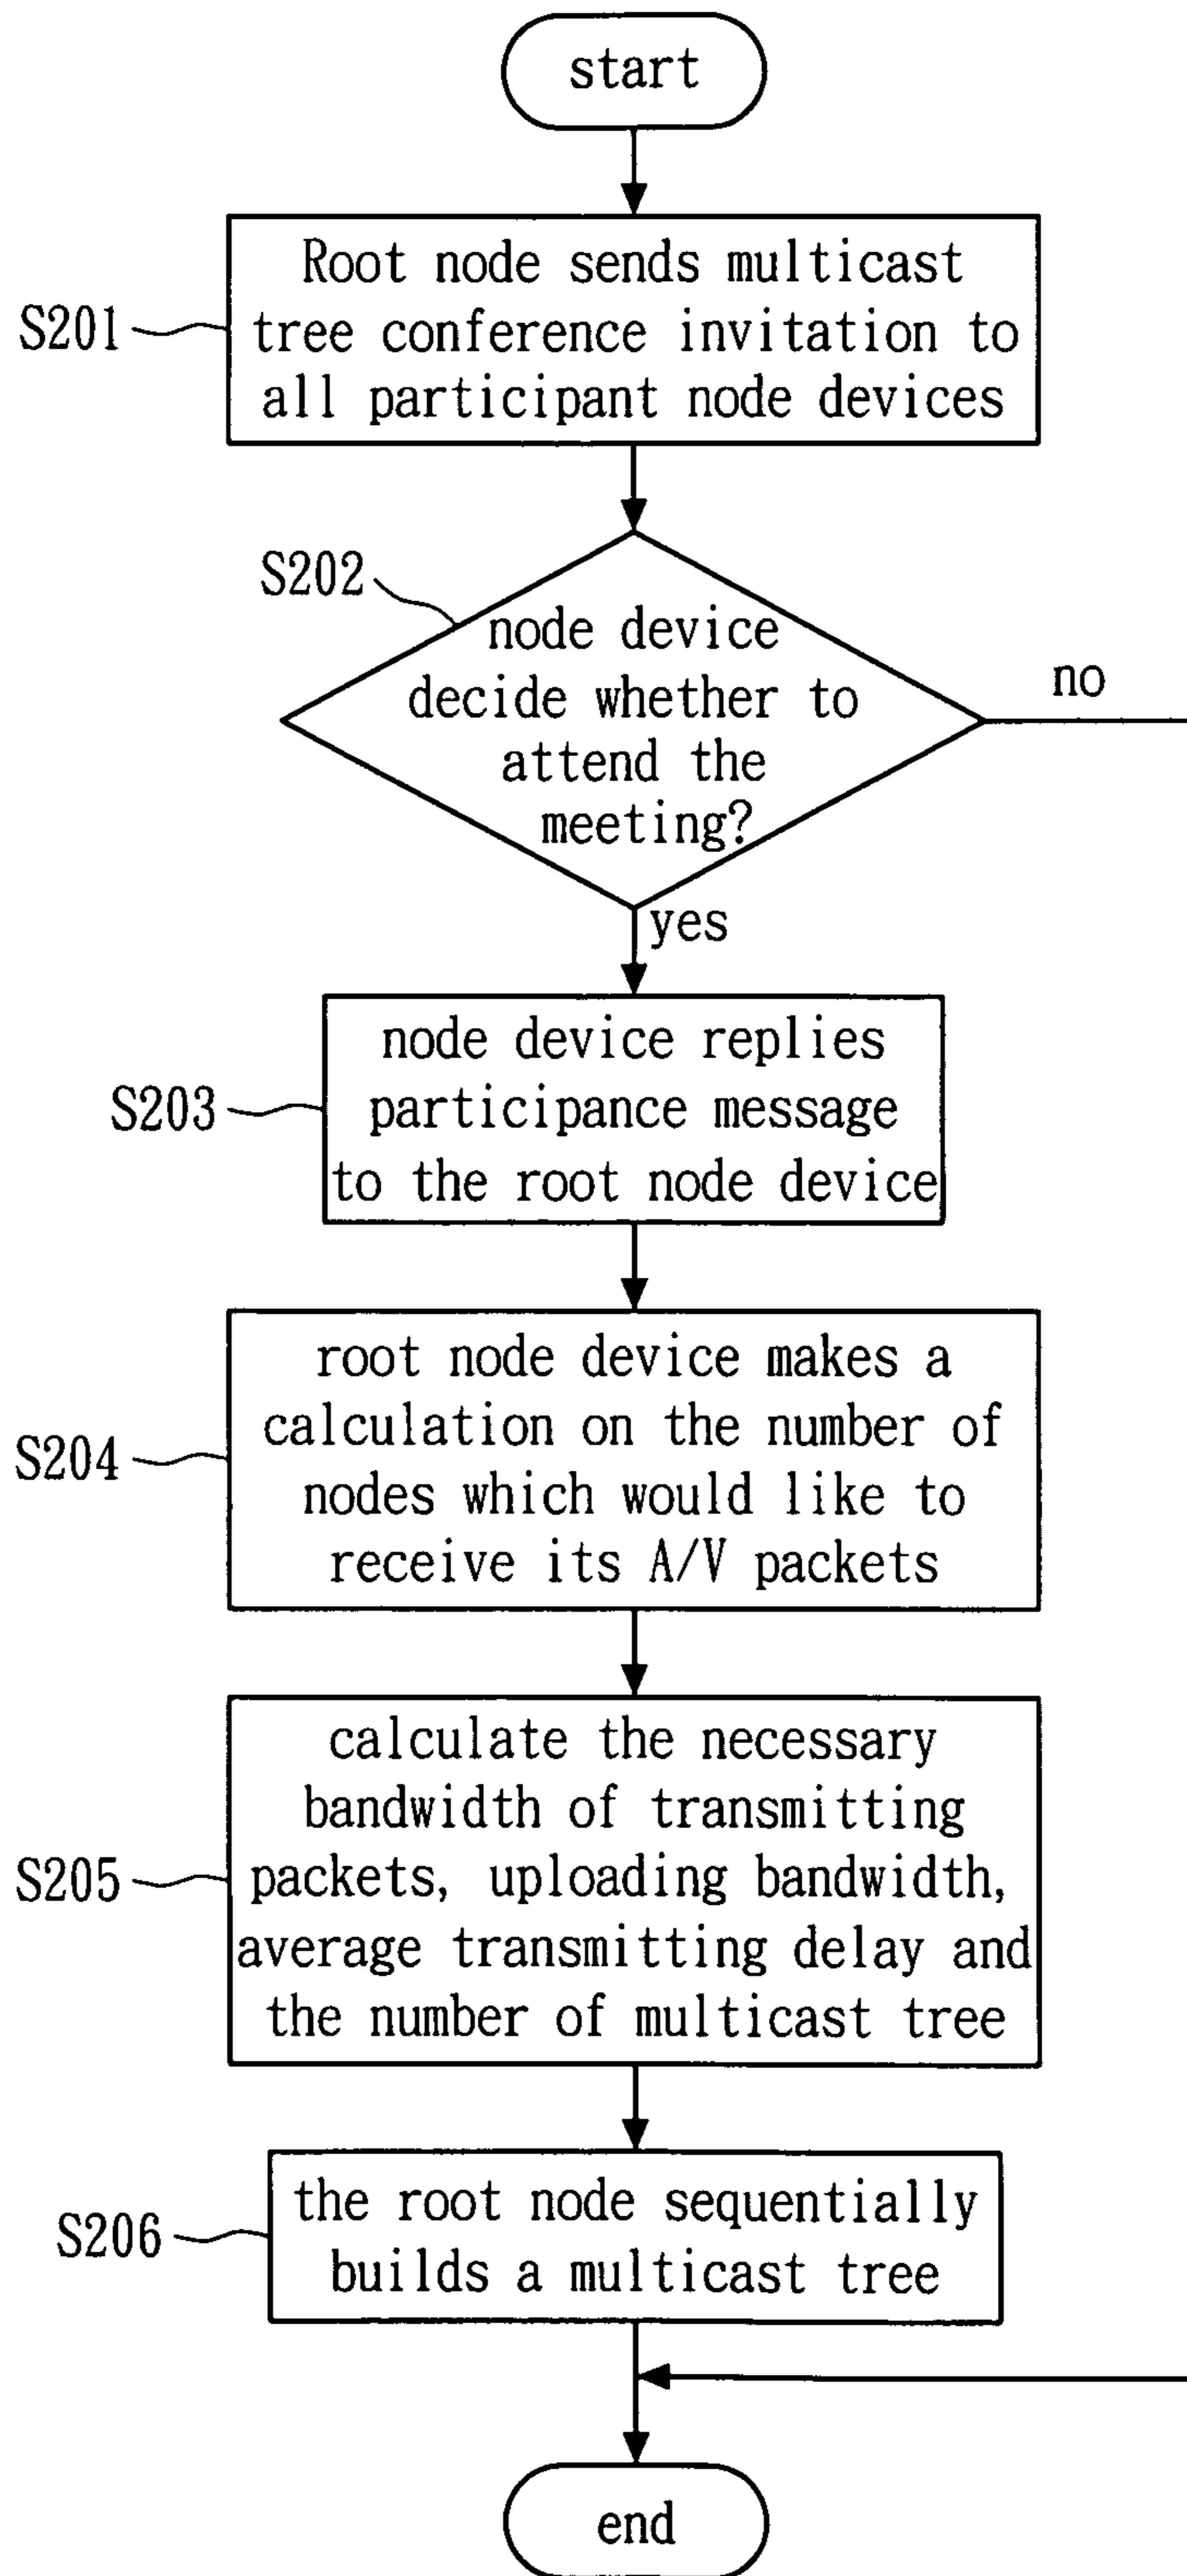 start
S201
Root node sends multicast
tree conference invitation to
all participant node devices
S202
node device
decide whether to
attend the
meeting?
no
yes
S203
node device replies
participance message
to the root node device
S204
root node device makes a
calculation on the number of
nodes which would like to
receive its A/V packets
S205
calculate the necessary
bandwidth of transmitting
packets, uploading bandwidth,
average transmitting delay and
the number of multicast tree
S206
the root node sequentially
builds a multicast tree
end